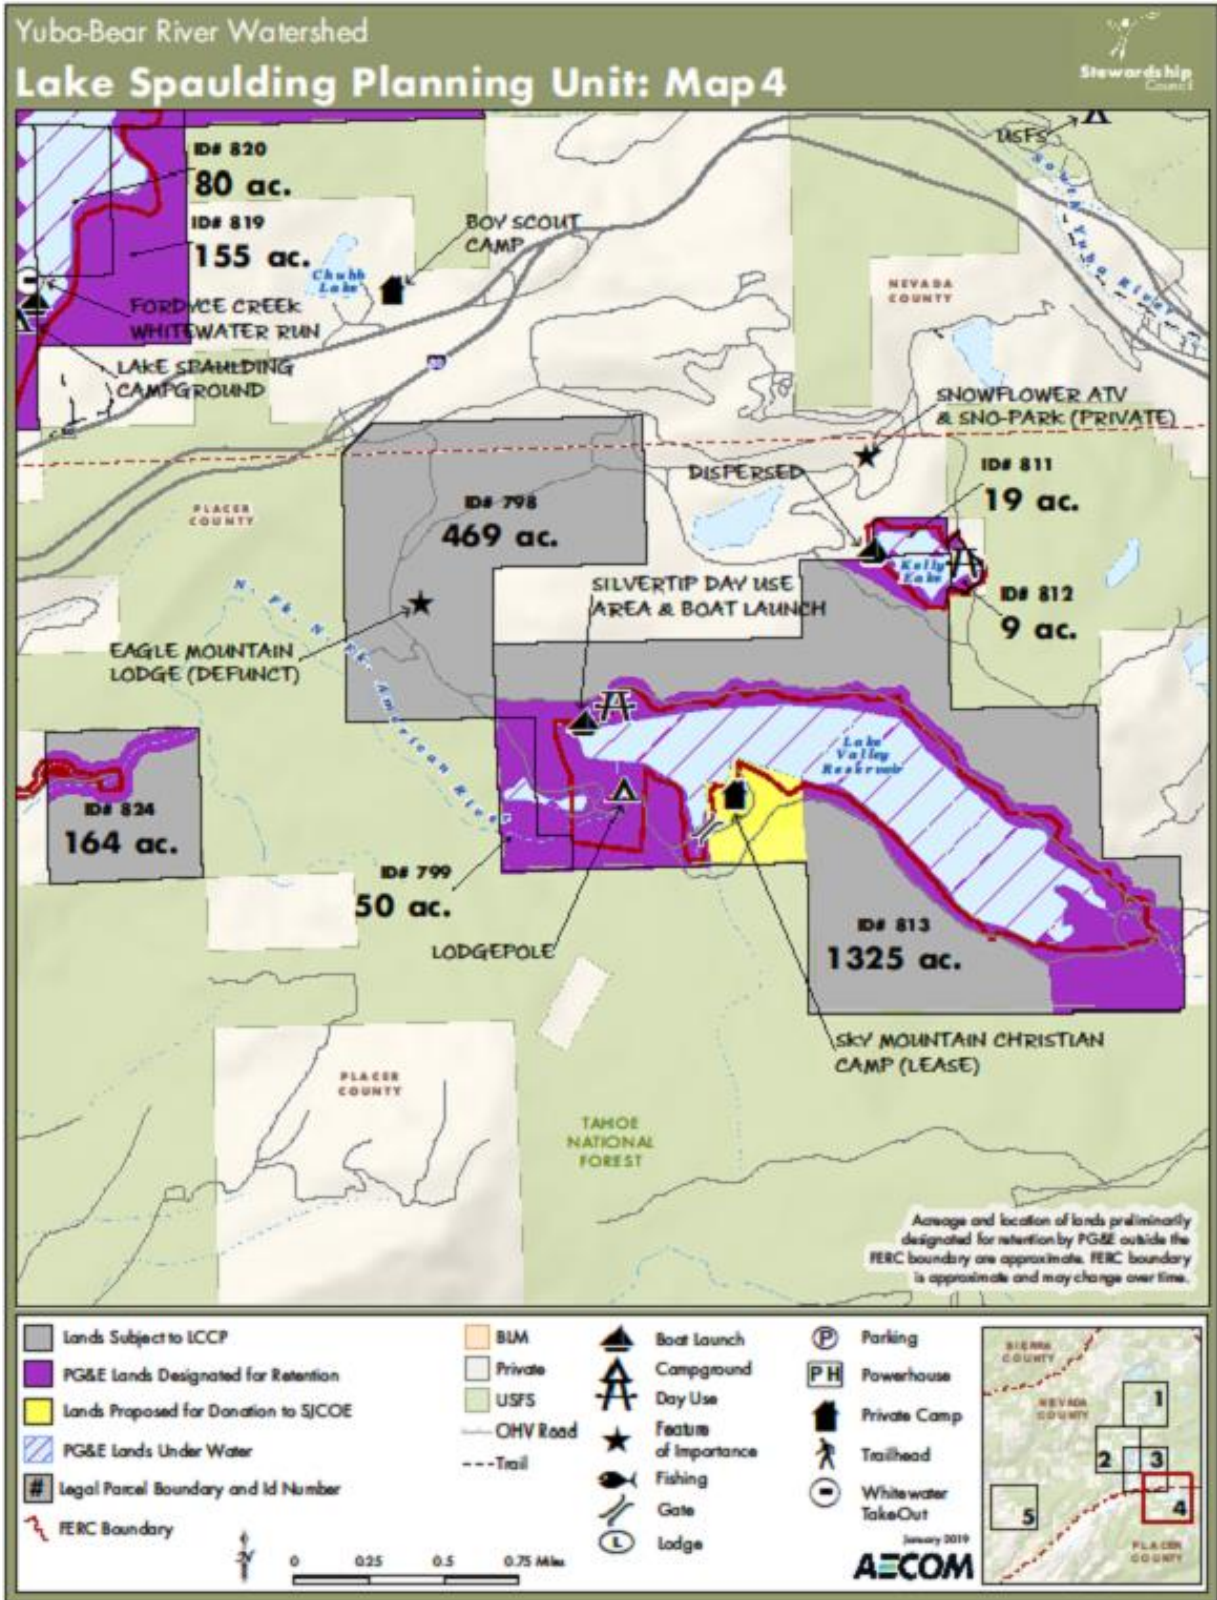 Yuba-Bear River Watershed
Lake Spaulding Planning Unit: Map 4
Stewardship
Council
USFS
South Yuba River
ID# 820
80 ac.
ID# 819
155 ac.
BOY SCOUT
CAMP
Chubb
Lake
FORDYCE CREEK
WHITEWATER RUN
LAKE SPAULDING
CAMPGROUND
80
NEVADA
COUNTY
SNOWFLOWER ATV
& SNO-PARK (PRIVATE)
DISPERSED
ID# 811
19 ac.
PLACER
COUNTY
ID# 798
469 ac.
Kelly
Lake
ID# 812
9 ac.
SILVERTIP DAY USE
AREA & BOAT LAUNCH
N. Fk. N. Fk. American River
EAGLE MOUNTAIN
LODGE (DEFUNCT)
Lake
Valley
Reservoir
ID# 824
164 ac.
ID# 799
50 ac.
LODGEPOLE
ID# 813
1325 ac.
SKY MOUNTAIN CHRISTIAN
CAMP (LEASE)
PLACER
COUNTY
TAHOE
NATIONAL
FOREST
Acreage and location of lands preliminarily
designated for retention by PG&E outside the
FERC boundary are approximate. FERC boundary
is approximate and may change over time.
Lands Subject to LCCP
PG&E Lands Designated for Retention
Lands Proposed for Donation to SJCOE
PG&E Lands Under Water
# Legal Parcel Boundary and Id Number
FERC Boundary
N
0 0.25 0.5 0.75 Miles
BLM
Private
USFS
OHV Road
Trail
Boat Launch
Campground
Day Use
Feature
of Importance
Fishing
Gate
L Lodge
P Parking
PH Powerhouse
Private Camp
Trailhead
Whitewater
TakeOut
January 2019
AECOM
SIERRA
COUNTY
NEVADA
COUNTY
1
2
3
4
5
PLACER
COUNTY